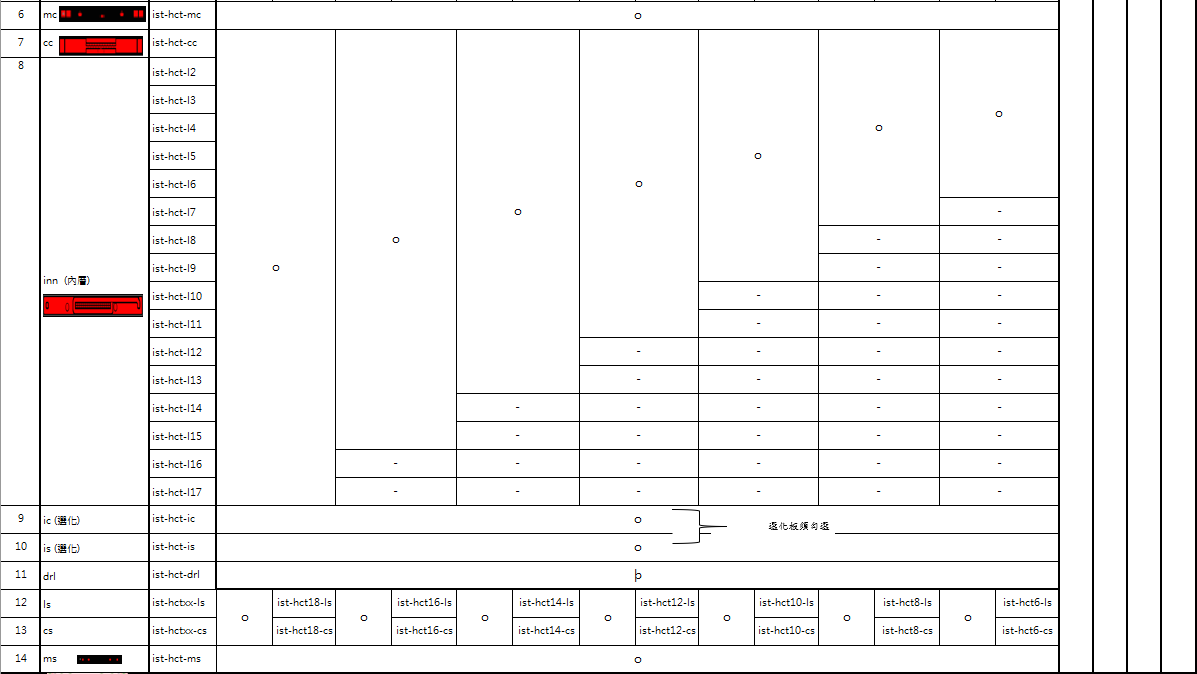 6 mc ist-hct-mc o
7 cc ist-hct-cc
8
ist-hct-l2
ist-hct-l3
o
ist-hct-l4 o
ist-hct-l5 o
ist-hct-l6 o
ist-hct-l7 o -
ist-hct-l8 o - -
ist-hct-l9 o - -
inn (內層)
ist-hct-l10 - - -
ist-hct-l11 - - -
ist-hct-l12 - - - -
ist-hct-l13 - - - -
ist-hct-l14 - - - - -
ist-hct-l15 - - - - -
ist-hct-l16 - - - - - -
ist-hct-l17 - - - - - -
9 ic (選化) ist-hct-ic o
選化板須勾選
10 is (選化) ist-hct-is o
11 drl ist-hct-drl o
12 ls ist-hctxx-ls ist-hct18-ls ist-hct16-ls ist-hct14-ls ist-hct12-ls ist-hct10-ls ist-hct8-ls ist-hct6-ls
o o o o o o o
13 cs ist-hctxx-cs ist-hct18-cs ist-hct16-cs ist-hct14-cs ist-hct12-cs ist-hct10-cs ist-hct8-cs ist-hct6-cs
14 ms ist-hct-ms o